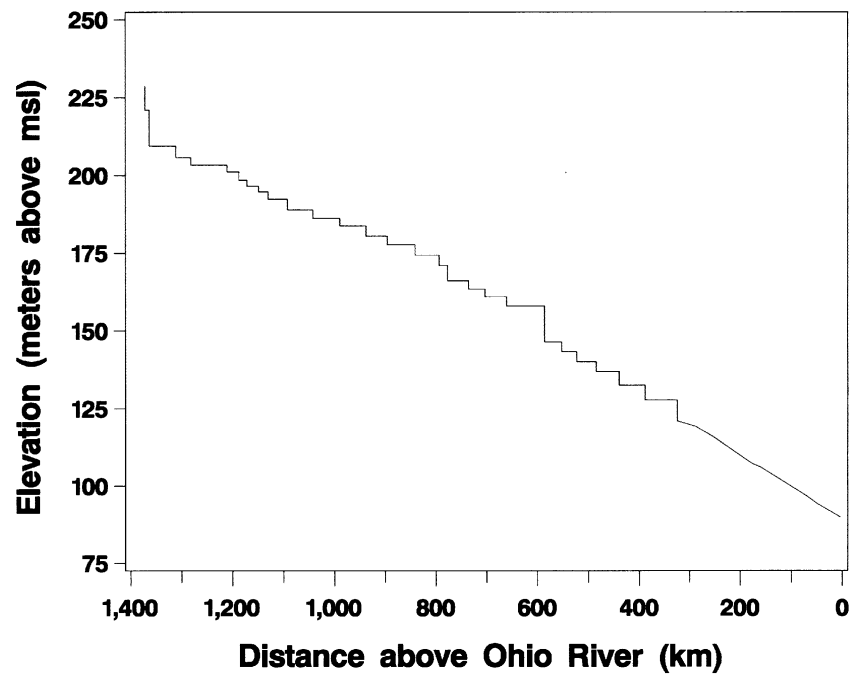 Elevation (meters above msl)
250
225
200
175
150
125
100
75
1,400 1,200 1,000 800 600 400 200 0
Distance above Ohio River (km)